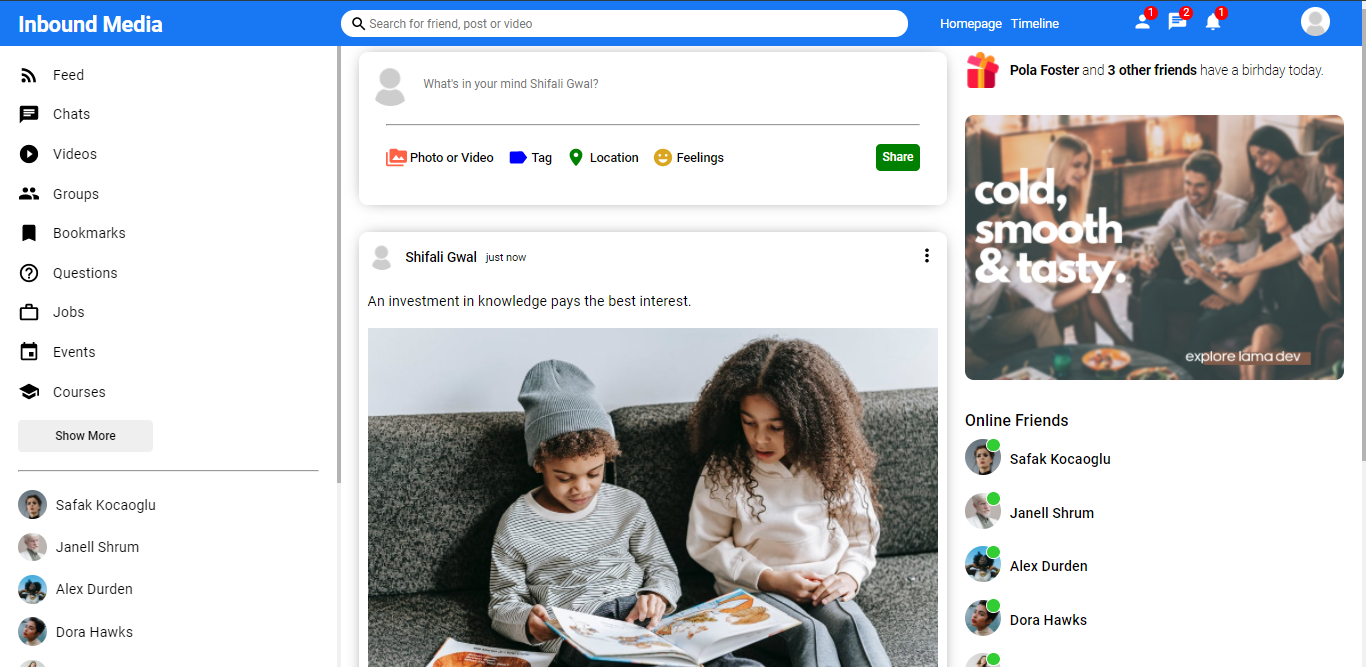 Inbound Media
Search for friend, post or video
Homepage Timeline
1
2
1
Feed
Chats
Videos
Groups
Bookmarks
Questions
Jobs
Events
Courses
Show More
Safak Kocaoglu
Janell Shrum
Alex Durden
Dora Hawks
What's in your mind Shifali Gwal?
Photo or Video Tag Location Feelings Share
Shifali Gwal just now
An investment in knowledge pays the best interest.
Pola Foster and 3 other friends have a birhday today.
cold,
smooth
& tasty.
explore lama dev
Online Friends
Safak Kocaoglu
Janell Shrum
Alex Durden
Dora Hawks